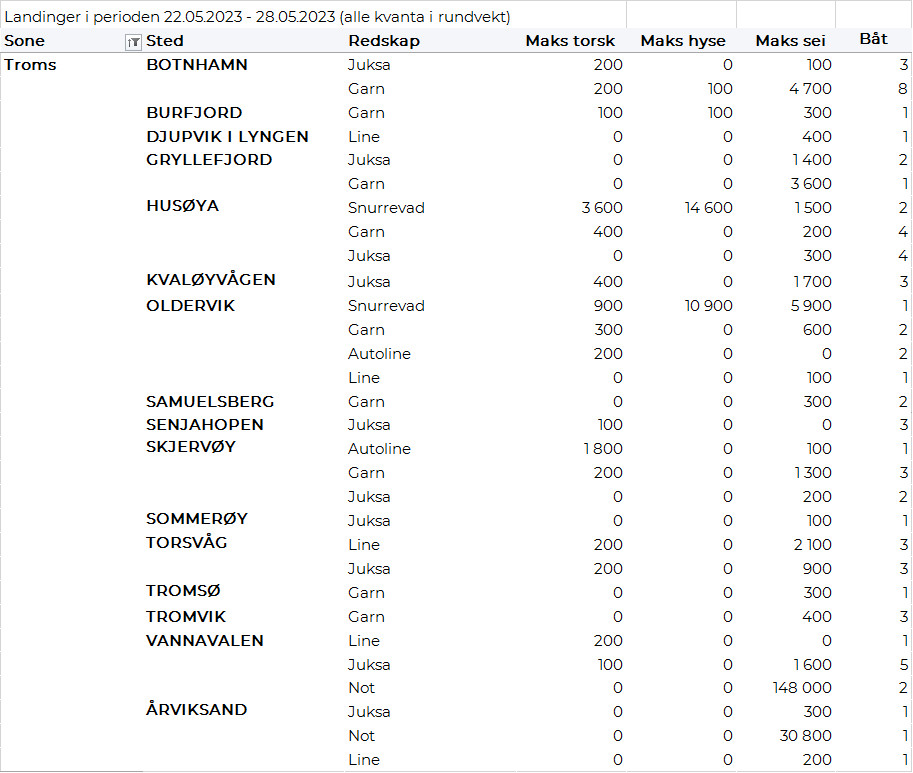 Landinger i perioden 22.05.2023 - 28.05.2023 (alle kvanta i rundvekt)
Sone Sted Redskap Maks torsk Maks hyse Maks sei Båt
Troms BOTNHAMN Juksa 200 0 100 3
Garn 200 100 4 700 8
BURFJORD Garn 100 100 300 1
DJUPVIK I LYNGEN Line 0 0 400 1
GRYLLEFJORD Juksa 0 0 1 400 2
Garn 0 0 3 600 1
HUSØYA Snurrevad 3 600 14 600 1 500 2
Garn 400 0 200 4
Juksa 0 0 300 4
KVALØYVÅGEN Juksa 400 0 1 700 3
OLDERVIK Snurrevad 900 10 900 5 900 1
Garn 300 0 600 2
Autoline 200 0 0 2
Line 0 0 100 1
SAMUELSBERG Garn 0 0 300 2
SENJAHOPEN Juksa 100 0 0 3
SKJERVØY Autoline 1 800 0 100 1
Garn 200 0 1 300 3
Juksa 0 0 200 2
SOMMERØY Juksa 0 0 100 1
TORSVÅG Line 200 0 2 100 3
Juksa 200 0 900 3
TROMSØ Garn 0 0 300 1
TROMVIK Garn 0 0 400 3
VANNAVALEN Line 200 0 0 1
Juksa 100 0 1 600 5
Not 0 0 148 000 2
ÅRVIKSAND Juksa 0 0 300 1
Not 0 0 30 800 1
Line 0 0 200 1